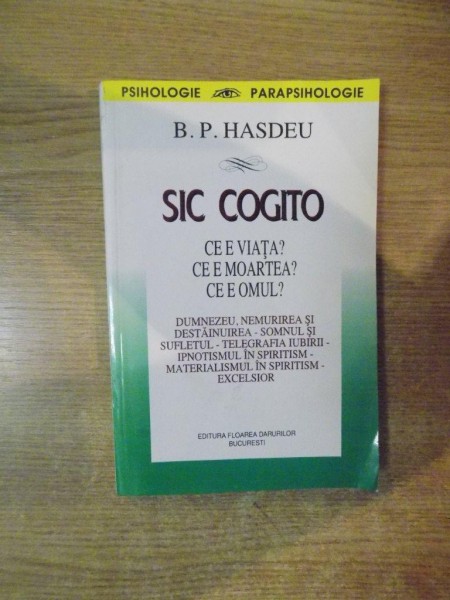 PSIHOLOGIE PARAPSIHOLOGIE
B. P. HASDEU
SIC COGITO
CE E VIAȚA?
CE E MOARTEA?
CE E OMUL?
DUMNEZEU, NEMURIREA ȘI
DESTĂINUIREA - SOMNUL ȘI
SUFLETUL - TELEGRAFIA IUBIRII -
IPNOTISMUL ÎN SPIRITISM -
MATERIALISMUL ÎN SPIRITISM -
EXCELSIOR
EDITURA FLOAREA DARURILOR
BUCUREȘTI